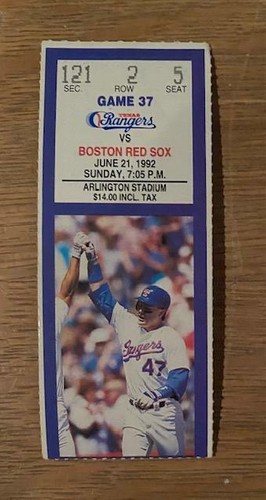 121 2 5
SEC. ROW SEAT
GAME 37
TEXAS
Rangers
VS
BOSTON RED SOX
JUNE 21, 1992
SUNDAY, 7:05 P.M.
ARLINGTON STADIUM
$14.00 INCL. TAX
Rangers
47